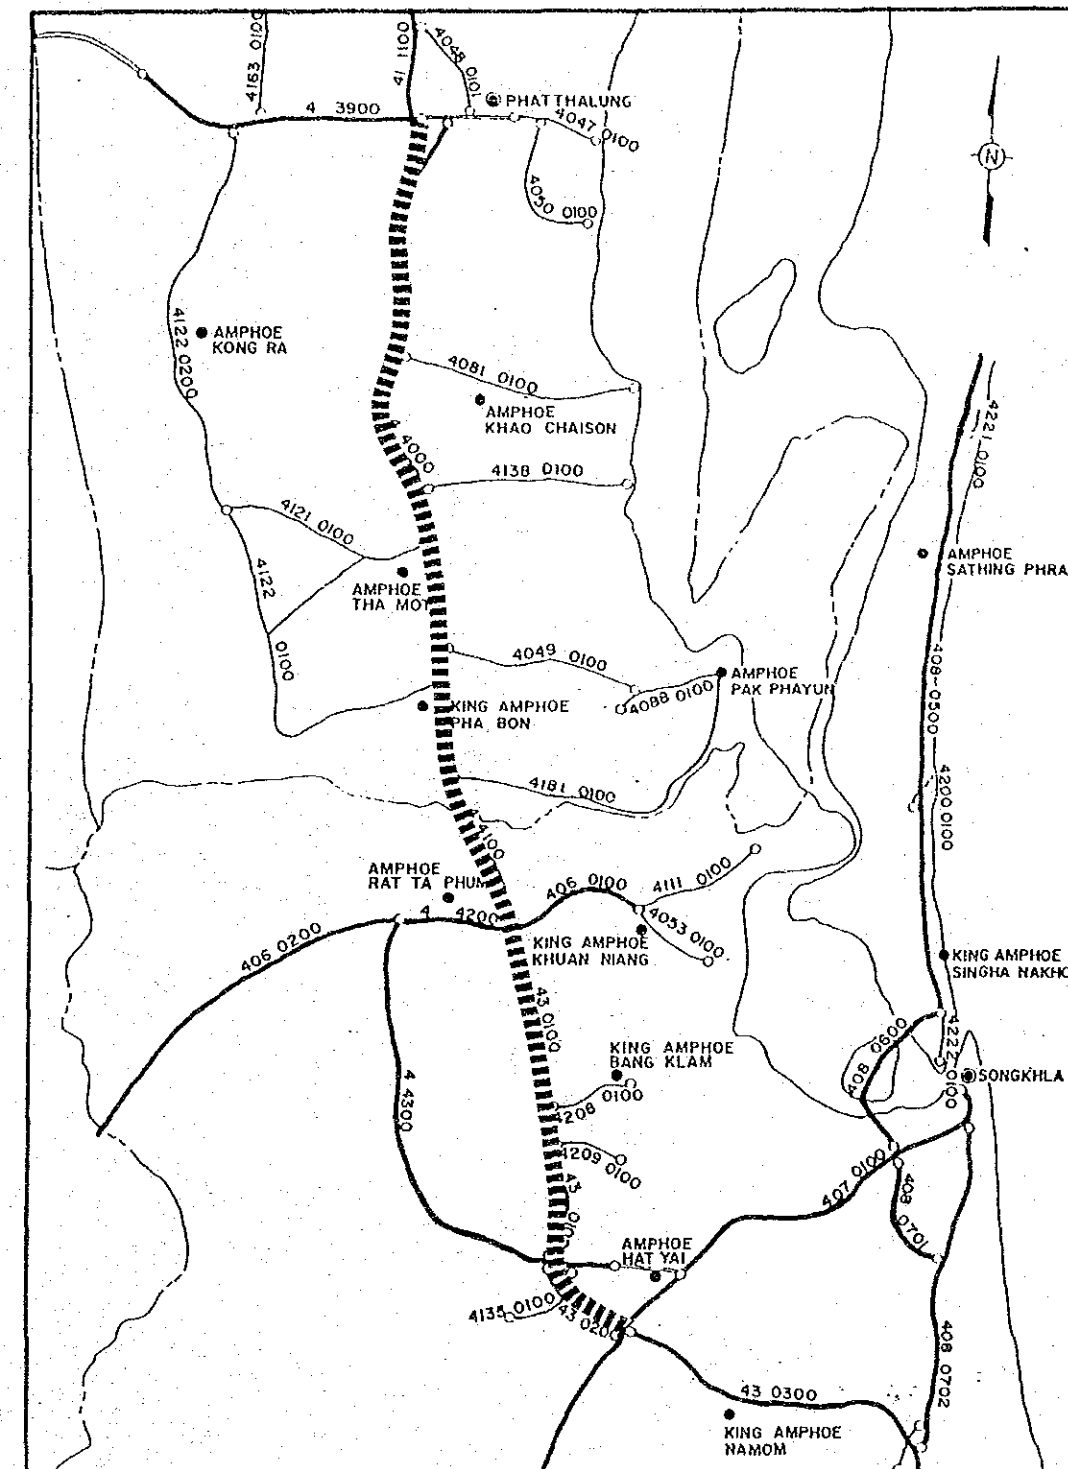 4163 0100
41 1100
4048 0101
PHATTHALUNG
4 3900
4047 0100
4050 0100
N
AMPHOE
KONG RA
4122 0200
4081 0100
AMPHOE
KHAO CHAISON
4221 0100
4000
4138 0100
4121 0100
AMPHOE
SATHING PHRA
4122
0100
AMPHOE
THA MOT
4049 0100
AMPHOE
PAK PHAYUN
4088 0100
408-0500
KING AMPHOE
PHA BON
4181 0100
4200 0100
4100
AMPHOE
RAT TA PHUM
406 0100
4111 0100
4 4200
4053 0100
406 0200
KING AMPHOE
KHUAN NIANG
KING AMPHOE
SINGHA NAKHO
43 0100
408 0600
4222 0100
KING AMPHOE
BANG KLAM
SONGKHLA
4 4300
4208 0100
4209 0100
407 0100
43
408 0701
AMPHOE
HAT YAI
4135 0100
43 020
408 0702
43 0300
KING AMPHOE
NAMOM